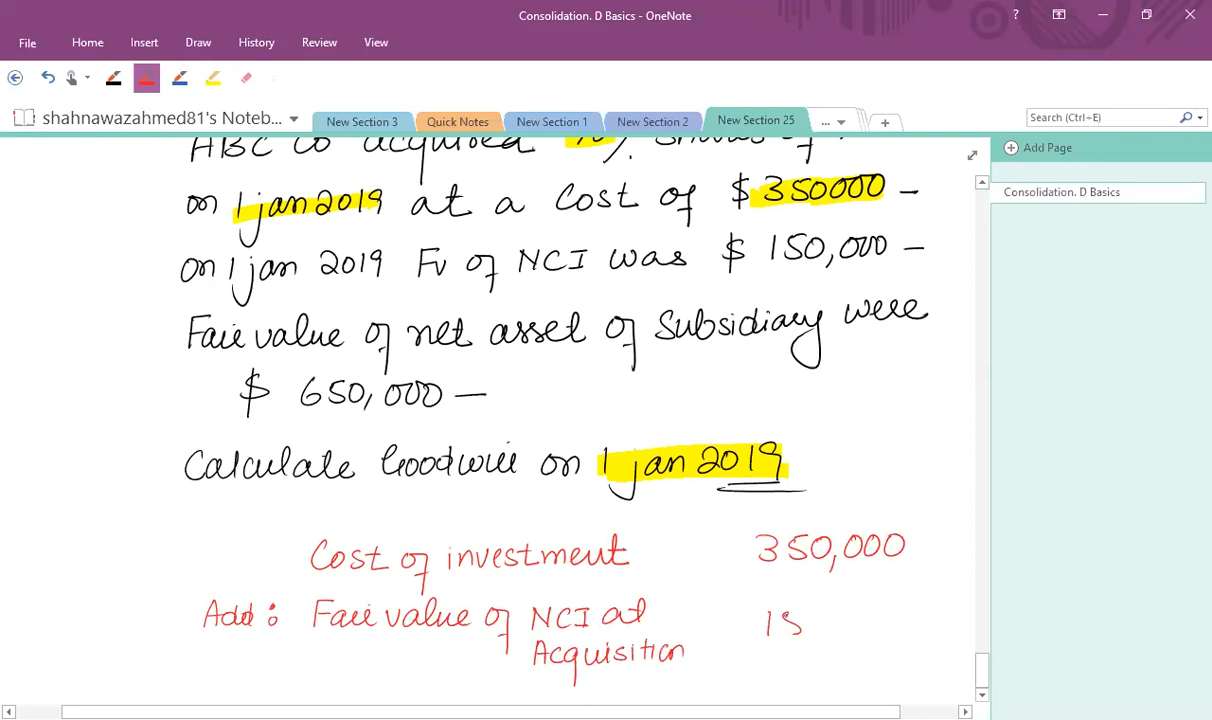 Consolidation. D Basics - OneNote
?
File Home Insert Draw History Review View
shahnawazahmed81's Noteb... New Section 3 Quick Notes New Section 1 New Section 2 New Section 25 ... + Search (Ctrl+E)
Add Page
Consolidation. D Basics
ABC Co acquired % shares of
on 1 jan 2019 at a Cost of $ 350000 -
on 1 jan 2019 Fv of NCI was $ 150,000 -
Fair value of net asset of Subsidiary were
$ 650,000 -
Calculate Goodwill on 1 jan 2019
Cost of investment 350,000
Add : Fair value of NCI at 15
Acquisition